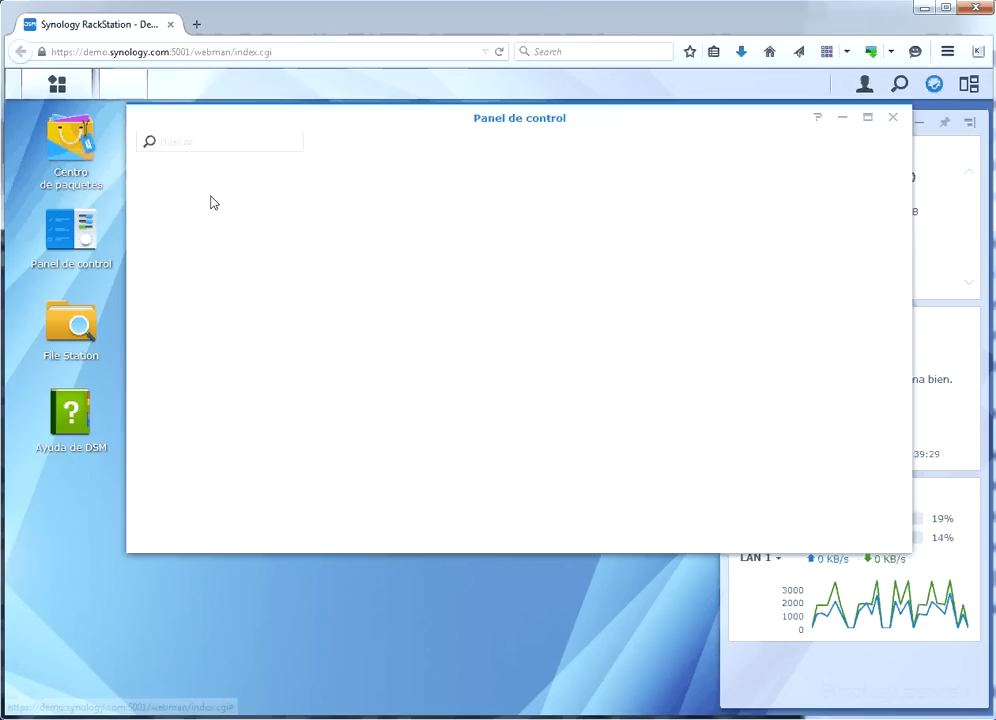 Synology RackStation - De...
https://demo.synology.com:5001/webman/index.cgi
Search
Panel de control
Buscar
Centro
de paquetes
Panel de control
File Station
Ayuda de DSM
B
na bien.
39:29
19%
14%
LAN 1
0 KB/s
0 KB/s
3000
2000
1000
0
https://demo.synology.com:5001/webman/index.cgi#